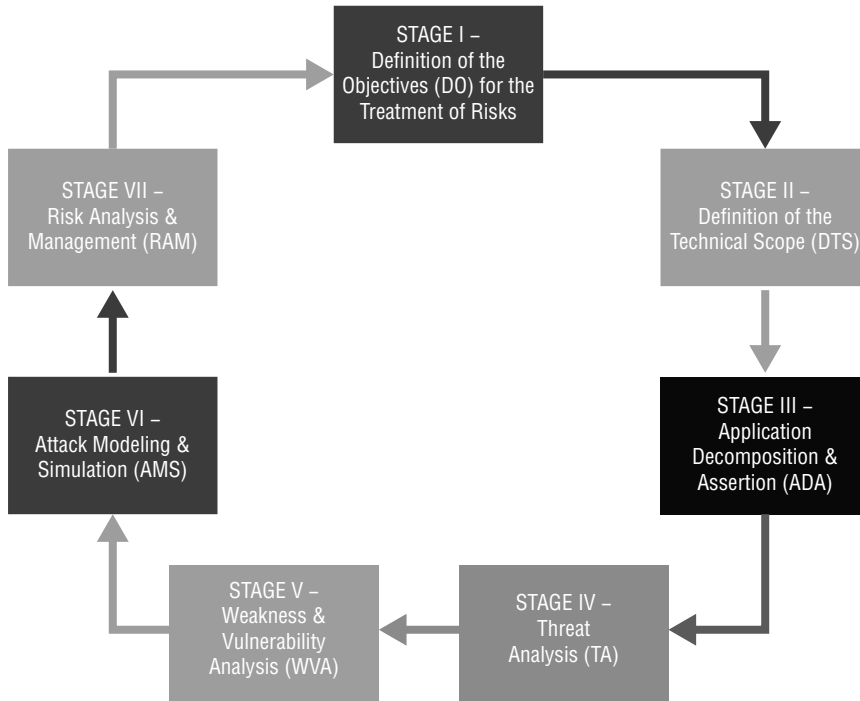 STAGE I –
Definition of the
Objectives (DO) for the
Treatment of Risks
STAGE II –
Definition of the
Technical Scope (DTS)
STAGE III –
Application
Decomposition &
Assertion (ADA)
STAGE IV –
Threat
Analysis (TA)
STAGE V –
Weakness &
Vulnerability
Analysis (WVA)
STAGE VI –
Attack Modeling &
Simulation (AMS)
STAGE VII –
Risk Analysis &
Management (RAM)